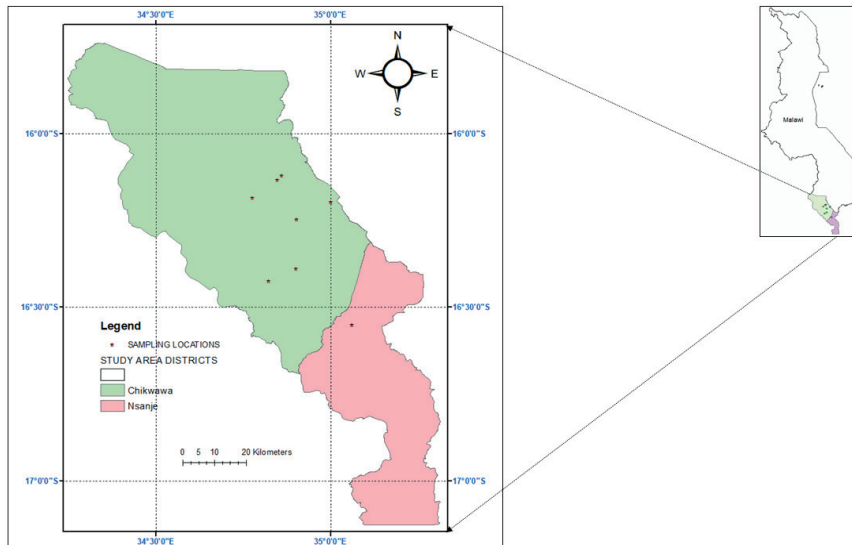 34°30'0"E 35°0'0"E
N
W E
S
16°0'0"S 16°0'0"S
Malawi
16°30'0"S 16°30'0"S
Legend
* SAMPLING LOCATIONS
STUDY AREA DISTRICTS
Chikwawa
Nsanje
0 5 10 20 Kilometers
17°0'0"S 17°0'0"S
34°30'0"E 35°0'0"E